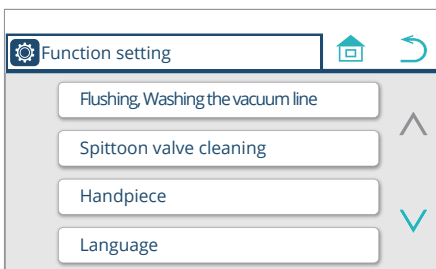 Function setting
Flushing, Washing the vacuum line
Spittoon valve cleaning
Handpiece
Language